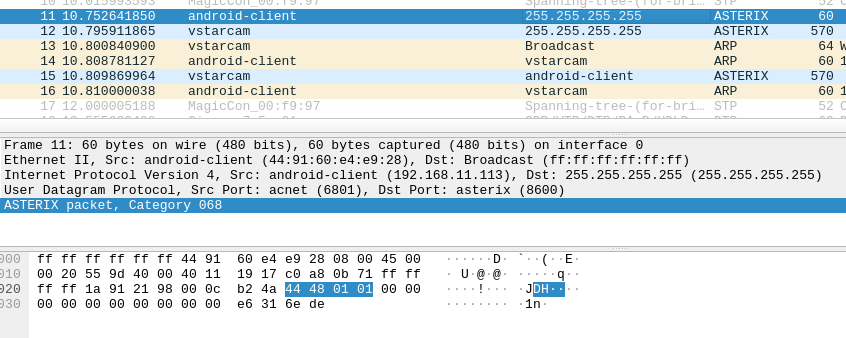 10 10.015993593 MagicCon_00:f9:97 Spanning-tree-(for-bri… STP 52 C
11 10.752641850 android-client 255.255.255.255 ASTERIX 60
12 10.795911865 vstarcam 255.255.255.255 ASTERIX 570
13 10.800840900 vstarcam Broadcast ARP 64 W
14 10.808781127 android-client vstarcam ARP 60 1
15 10.809869964 vstarcam android-client ASTERIX 570
16 10.810000038 android-client vstarcam ARP 60 1
17 12.000005188 MagicCon_00:f9:97 Spanning-tree-(for-bri… STP 52 C
Frame 11: 60 bytes on wire (480 bits), 60 bytes captured (480 bits) on interface 0
Ethernet II, Src: android-client (44:91:60:e4:e9:28), Dst: Broadcast (ff:ff:ff:ff:ff:ff)
Internet Protocol Version 4, Src: android-client (192.168.11.113), Dst: 255.255.255.255 (255.255.255.255)
User Datagram Protocol, Src Port: acnet (6801), Dst Port: asterix (8600)
ASTERIX packet, Category 068
000 ff ff ff ff ff ff 44 91 60 e4 e9 28 08 00 45 00 ······D· `··(··E·
010 00 20 55 9d 40 00 40 11 19 17 c0 a8 0b 71 ff ff · U·@·@· ·····q··
020 ff ff 1a 91 21 98 00 0c b2 4a 44 48 01 01 00 00 ····!··· ·JDH····
030 00 00 00 00 00 00 00 00 e6 31 6e de ········ ·1n·